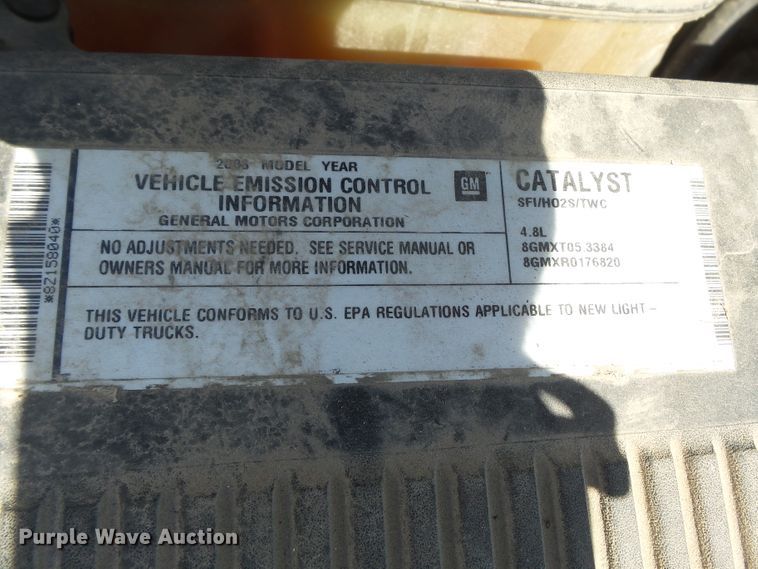 2008 MODEL YEAR
VEHICLE EMISSION CONTROL
INFORMATION
GENERAL MOTORS CORPORATION
GM
NO ADJUSTMENTS NEEDED. SEE SERVICE MANUAL OR
OWNERS MANUAL FOR MORE INFORMATION.
CATALYST
SFI/HO2S/TWC
4.8L
8GMXT05.3384
8GMXR0176820
THIS VEHICLE CONFORMS TO U.S. EPA REGULATIONS APPLICABLE TO NEW LIGHT-
DUTY TRUCKS.
*8Z158040*
Purple Wave Auction®